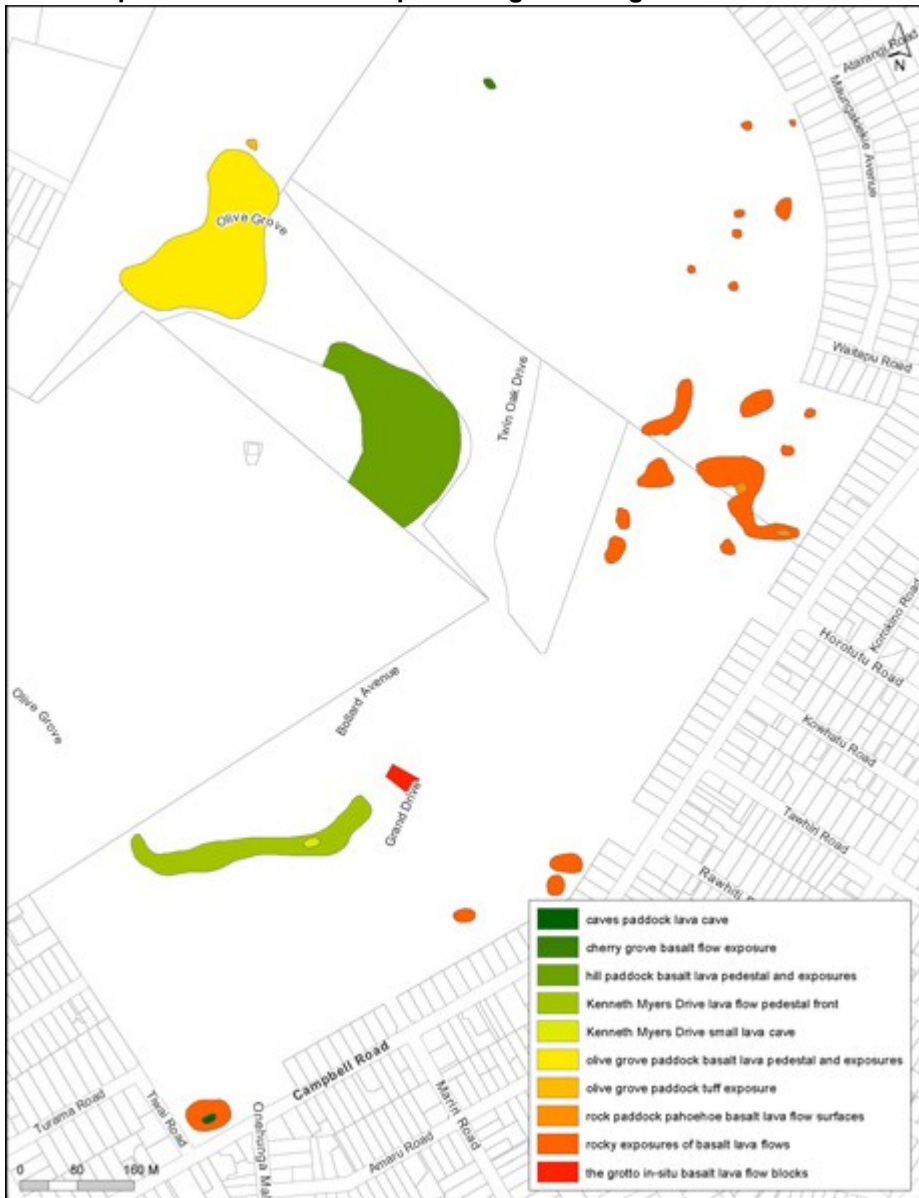 Atarangi Road
N
Maungakiekie Avenue
Olive Grove
Waitapu Road
Twin Oak Drive
Korokino Road
Horotutu Road
Olive Grove
Bollard Avenue
Kowhatu Road
Grand Drive
Tawhiri Road
Rawhiti
caves paddock lava cave
cherry grove basalt flow exposure
hill paddock basalt lava pedestal and exposures
Kenneth Myers Drive lava flow pedestal front
Kenneth Myers Drive small lava cave
olive grove paddock basalt lava pedestal and exposures
olive grove paddock tuff exposure
rock paddock pahoehoe basalt lava flow surfaces
rocky exposures of basalt lava flows
the grotto in-situ basalt lava flow blocks
Campbell Road
Turama Road
Tiwai Road
Onehunga Mal
Amaru Road
Mariri Road
0 80 160 M